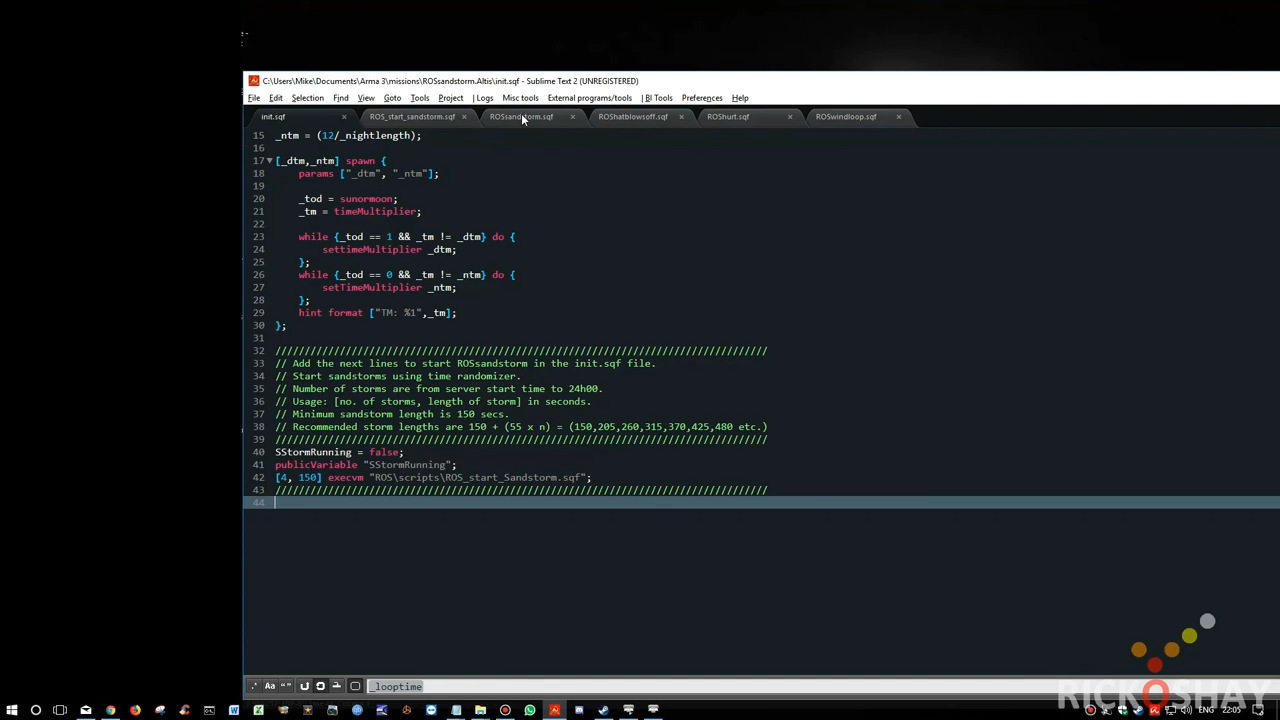 C:\Users\Mike\Documents\Arma 3\missions\ROSsandstorm.Altis\init.sqf - Sublime Text 2 (UNREGISTERED)
File Edit Selection Find View Goto Tools Project | Logs Misc tools External programs/tools | BI Tools Preferences Help
init.sqf × ROS_start_sandstorm.sqf × ROSsandstorm.sqf × ROShatblowsoff.sqf × ROShurt.sqf × ROSwindloop.sqf ×
15 _ntm = (12/_nightlength);
16
17 [_dtm,_ntm] spawn {
18 params ["_dtm", "_ntm"];
19
20 _tod = sunormoon;
21 _tm = timeMultiplier;
22
23 while {_tod == 1 && _tm != _dtm} do {
24 settimeMultiplier _dtm;
25 };
26 while {_tod == 0 && _tm != _ntm} do {
27 setTimeMultiplier _ntm;
28 };
29 hint format ["TM: %1",_tm];
30 };
31
32 ////////////////////////////////////////////////////////////////////////////////////
33 // Add the next lines to start ROSsandstorm in the init.sqf file.
34 // Start sandstorms using time randomizer.
35 // Number of storms are from server start time to 24h00.
36 // Usage: [no. of storms, length of storm] in seconds.
37 // Minimum sandstorm length is 150 secs.
38 // Recommended storm lengths are 150 + (55 x n) = (150,205,260,315,370,425,480 etc.)
39 ////////////////////////////////////////////////////////////////////////////////////
40 SStormRunning = false;
41 publicVariable "SStormRunning";
42 [4, 150] execvm "ROS\scripts\ROS_start_Sandstorm.sqf";
43 ////////////////////////////////////////////////////////////////////////////////////
44
.* Aa “” _looptime
RICKOSHAY
ENG 22:05